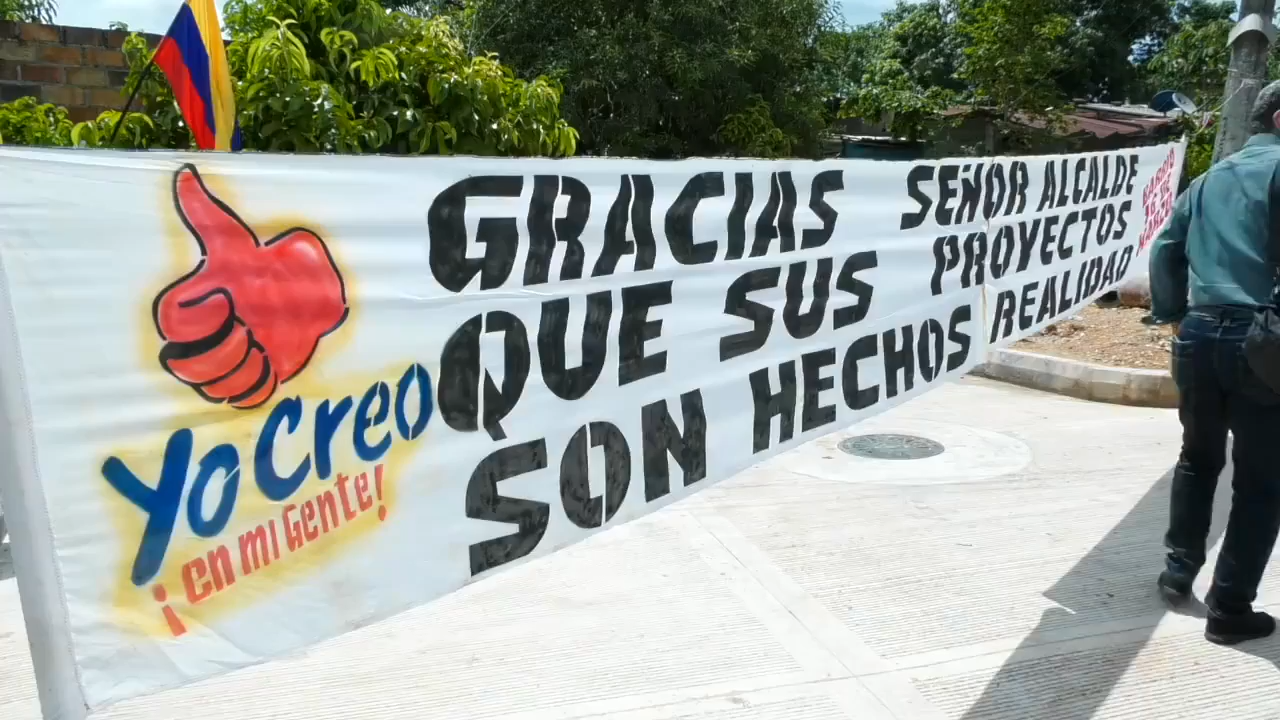 Yo Creo
¡en mi Gente!
GRACIAS SEÑOR ALCALDE
QUE SUS PROYECTOS
SON HECHOS REALIDAD